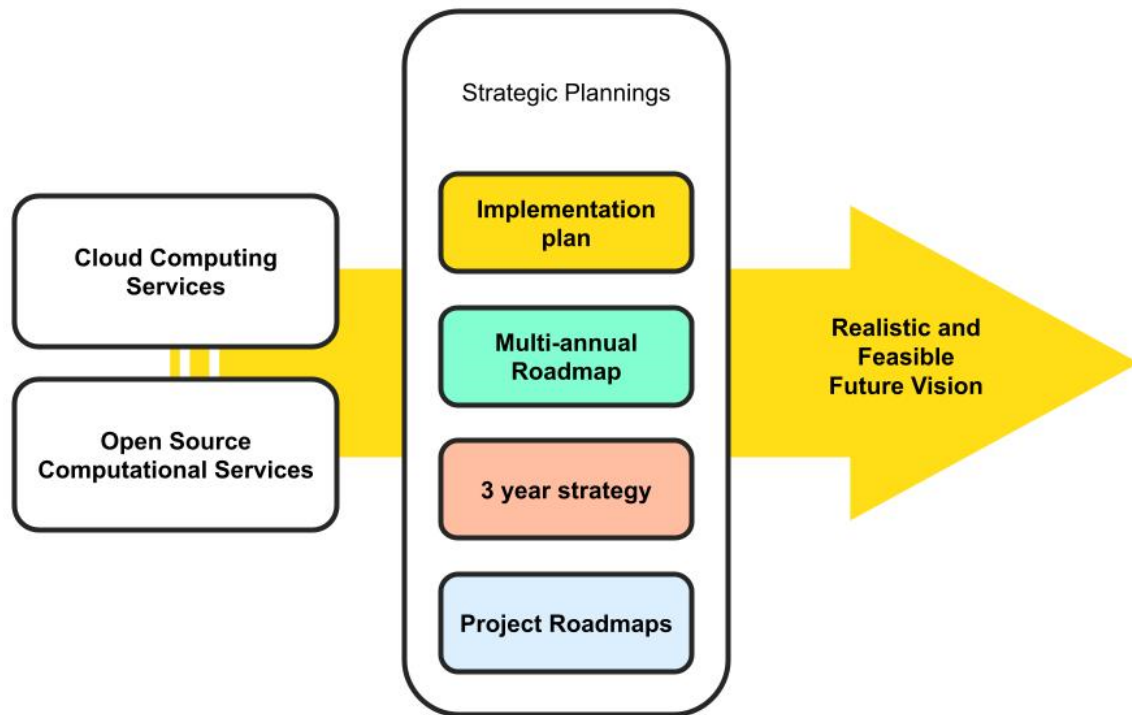 Strategic Plannings
Cloud Computing
Services
Open Source
Computational Services
Implementation
plan
Multi-annual
Roadmap
3 year strategy
Project Roadmaps
Realistic and
Feasible
Future Vision